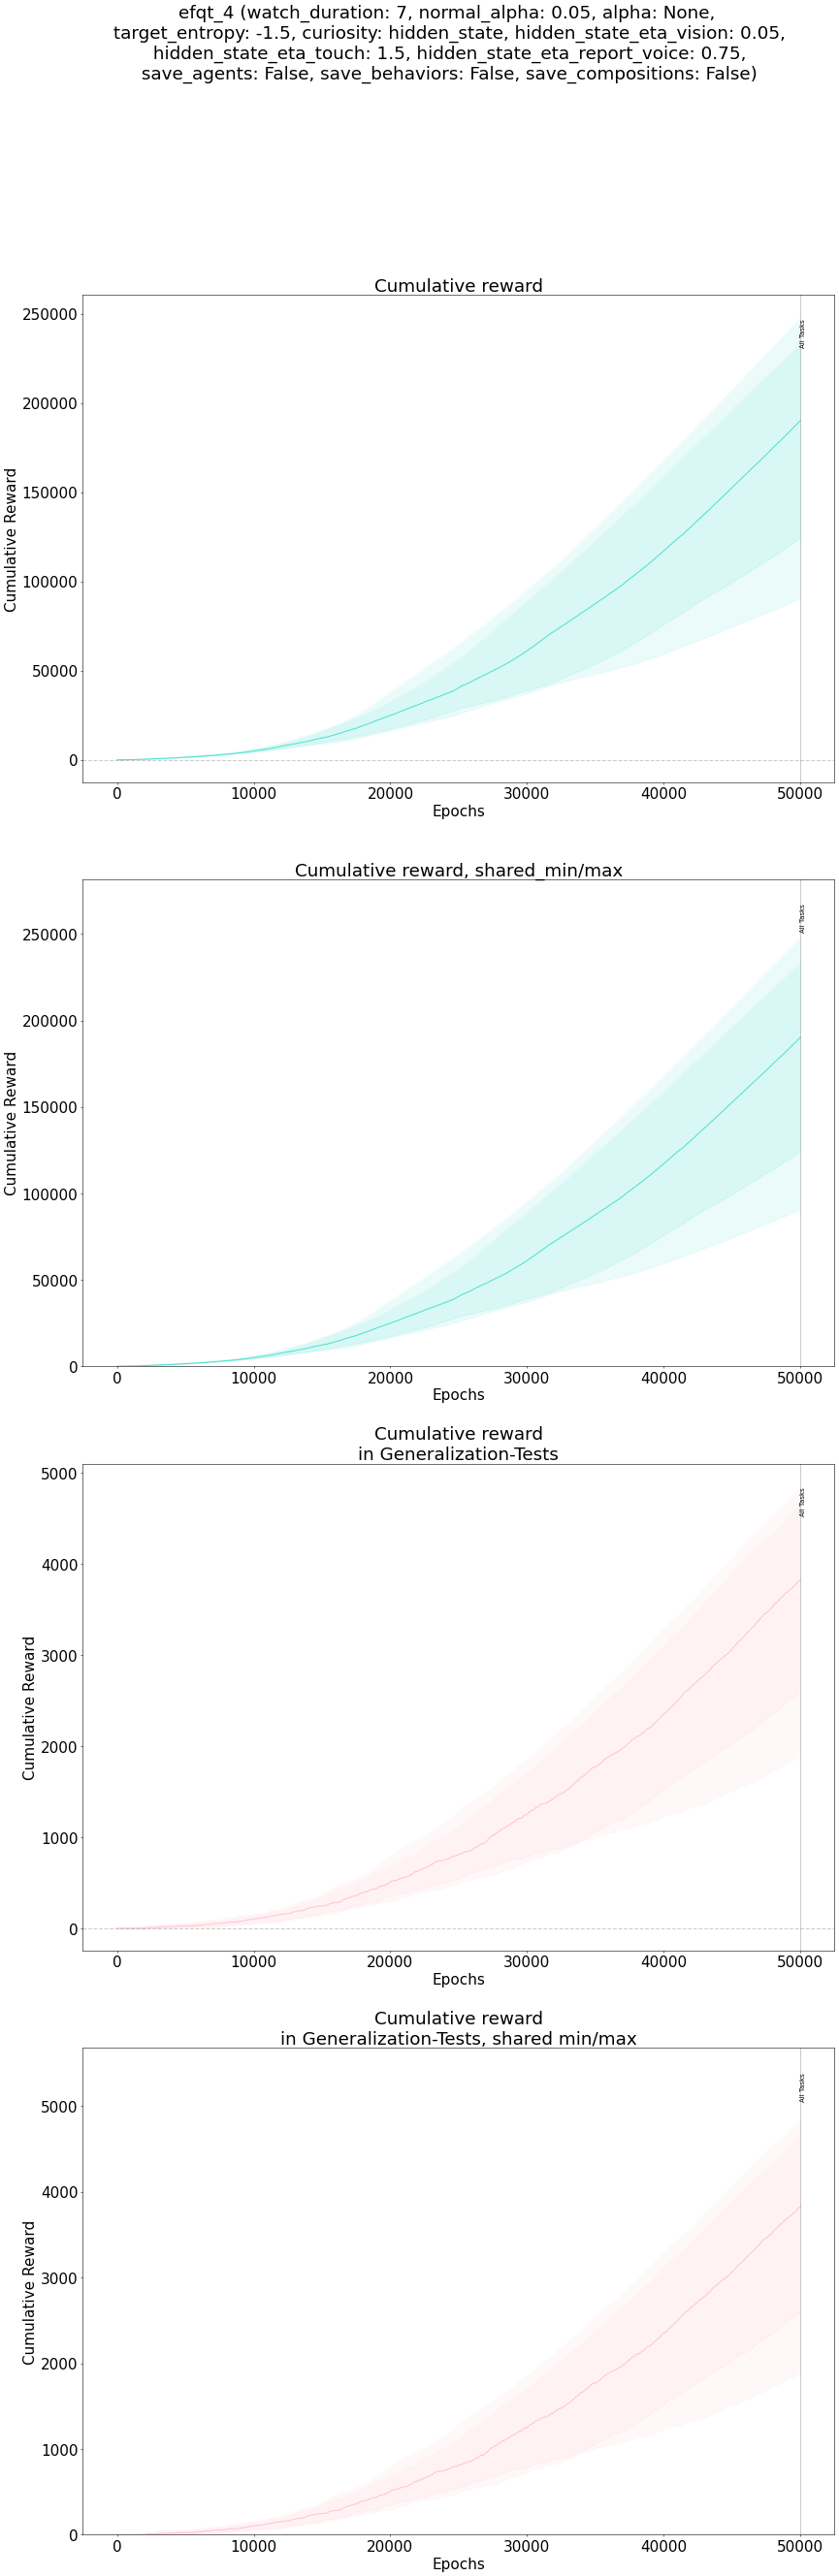 efqt_4 (watch_duration: 7, normal_alpha: 0.05, alpha: None,
target_entropy: -1.5, curiosity: hidden_state, hidden_state_eta_vision: 0.05,
hidden_state_eta_touch: 1.5, hidden_state_eta_report_voice: 0.75,
save_agents: False, save_behaviors: False, save_compositions: False)
Cumulative reward
250000
200000
150000
100000
50000
0
Cumulative Reward
All Tasks
0 10000 20000 30000 40000 50000
Epochs
Cumulative reward, shared_min/max
250000
200000
150000
100000
50000
0
Cumulative Reward
All Tasks
0 10000 20000 30000 40000 50000
Epochs
Cumulative reward
in Generalization-Tests
5000
4000
3000
2000
1000
0
Cumulative Reward
All Tasks
0 10000 20000 30000 40000 50000
Epochs
Cumulative reward
in Generalization-Tests, shared min/max
5000
4000
3000
2000
1000
0
Cumulative Reward
All Tasks
0 10000 20000 30000 40000 50000
Epochs